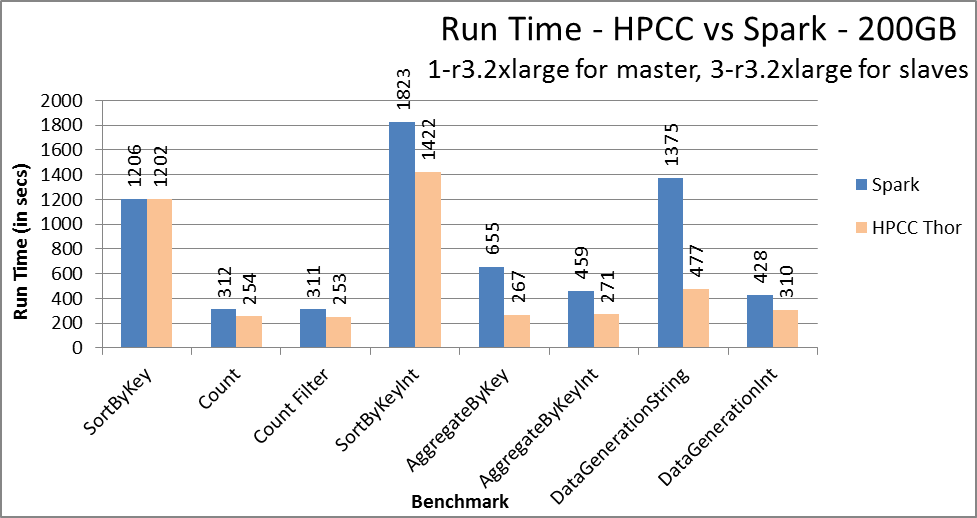 Run Time - HPCC vs Spark - 200GB
1-r3.2xlarge for master, 3-r3.2xlarge for slaves
Run Time (in secs)
2000
1800
1600
1400
1200
1000
800
600
400
200
0
1206 1202
312 254
311 253
1823 1422
655 267
459 271
1375 477
428 310
SortByKey
Count
Count Filter
SortByKeyInt
AggregateByKey
AggregateByKeyInt
DataGenerationString
DataGenerationInt
Benchmark
Spark
HPCC Thor